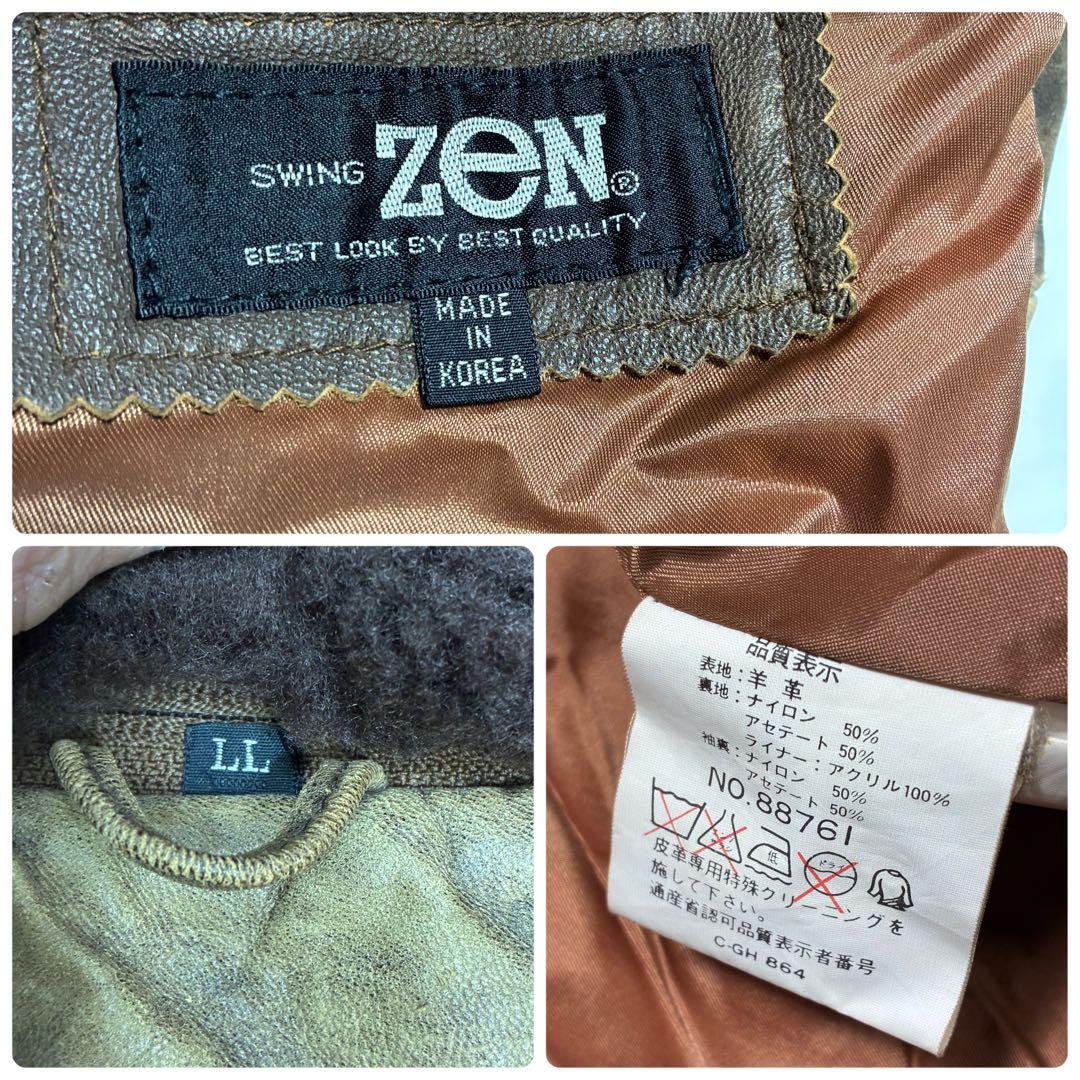 SWING ZEN®
BEST LOOK BY BEST QUALITY
MADE
IN
KOREA
LL
品質表示
表地：羊革
裏地：ナイロン 50%
アセテート 50%
ライナー：アクリル100%
袖裏：ナイロン 50%
アセテート 50%
NO.88761
低
ドライ
皮革専用特殊クリーニングを
施して下さい。
通産省認可品質表示者番号
C-GH 864